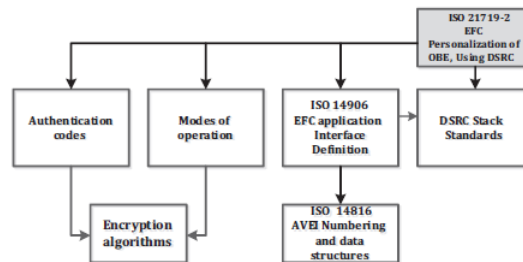 ISO 21719-2
EFC
Personalization of
OBE, Using DSRC
Authentication
codes
Modes of
operation
ISO 14906
EFC application
Interface
Definition
DSRC Stack
Standards
Encryption
algorithms
ISO 14816
AVEI Numbering
and data
structures